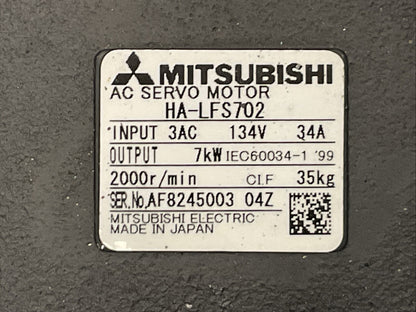 MITSUBISHI
AC SERVO MOTOR
HA-LFS702
INPUT 3AC 134V 34A
OUTPUT 7kW IEC60034-1 '99
2000r/min CI.F 35kg
SER.No.AF8245003 04Z
MITSUBISHI ELECTRIC
MADE IN JAPAN